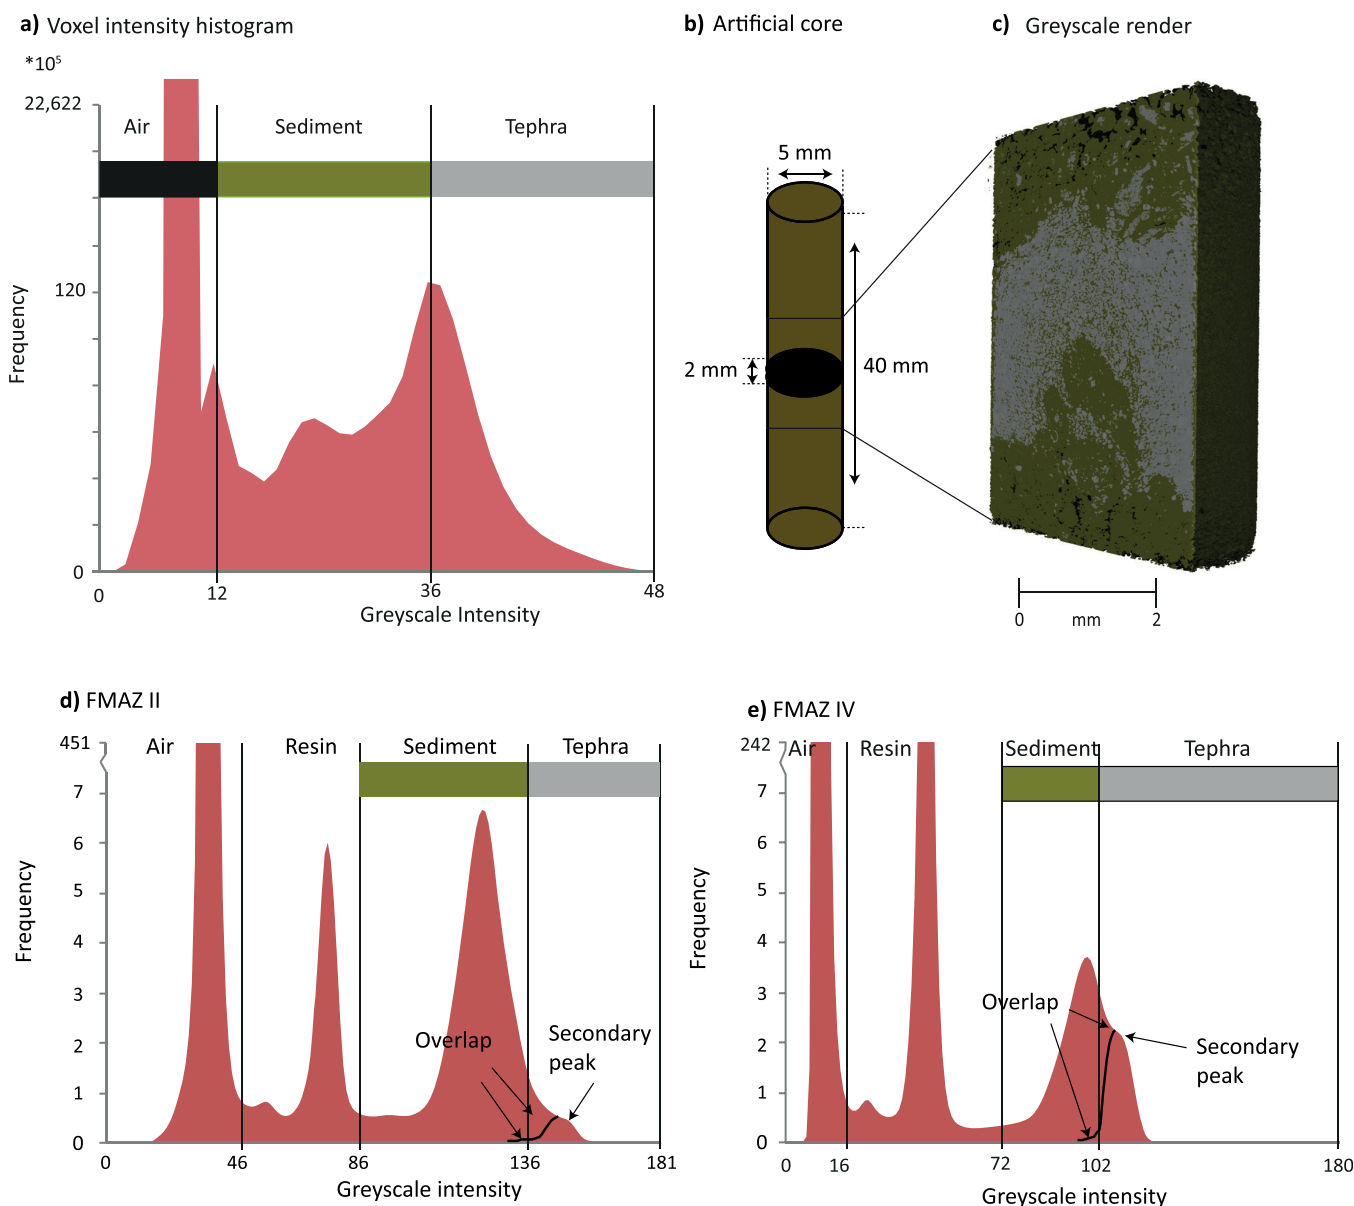 a) Voxel intensity histogram
*10⁵
22,622
120
0
Frequency
Air
Sediment
Tephra
0
12
36
48
Greyscale Intensity
b) Artificial core
5 mm
2 mm
40 mm
c) Greyscale render
0
mm
2
d) FMAZ II
451
7
6
5
4
3
2
1
0
Frequency
Air
Resin
Sediment
Tephra
Overlap
Secondary
peak
0
46
86
136
181
Greyscale intensity
e) FMAZ IV
242
7
6
5
4
3
2
1
0
Frequency
Air
Resin
Sediment
Tephra
Overlap
Secondary
peak
0
16
72
102
180
Greyscale intensity